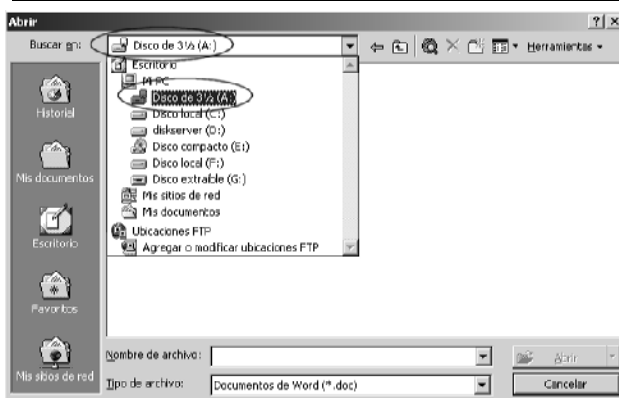 Abrir
Buscar en: Disco de 3½ (A:) Herramientas
Escritorio
Mi PC
Disco de 3½ (A:)
Disco local (C:)
diskserver (D:)
Disco compacto (E:)
Disco local (F:)
Disco extraíble (G:)
Mis sitios de red
Mis documentos
Ubicaciones FTP
Agregar o modificar ubicaciones FTP
Historial
Mis documentos
Escritorio
Favoritos
Mis sitios de red
Nombre de archivo:
Abrir
Tipo de archivo: Documentos de Word (*.doc)
Cancelar